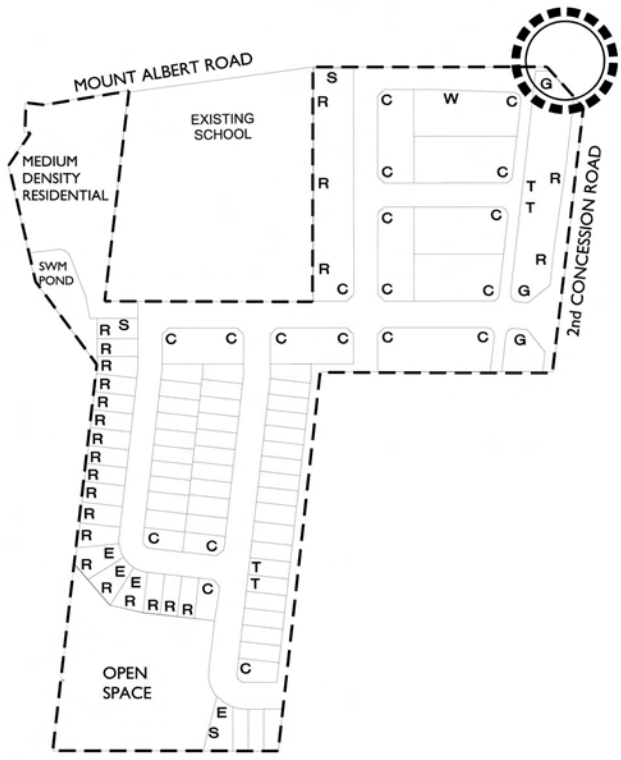 MOUNT ALBERT ROAD
G
S
R
C W C
EXISTING
SCHOOL
MEDIUM
DENSITY
RESIDENTIAL
R
C C
R
T
T
C C
2nd CONCESSION ROAD
R
R
SWM
POND
C
C C
G
R S
C C C C C C G
R
R
R
R
R
R
R
R
R
R
C C
R E
E
E
R
R
R R R
C
T
T
C
OPEN
SPACE
E
S